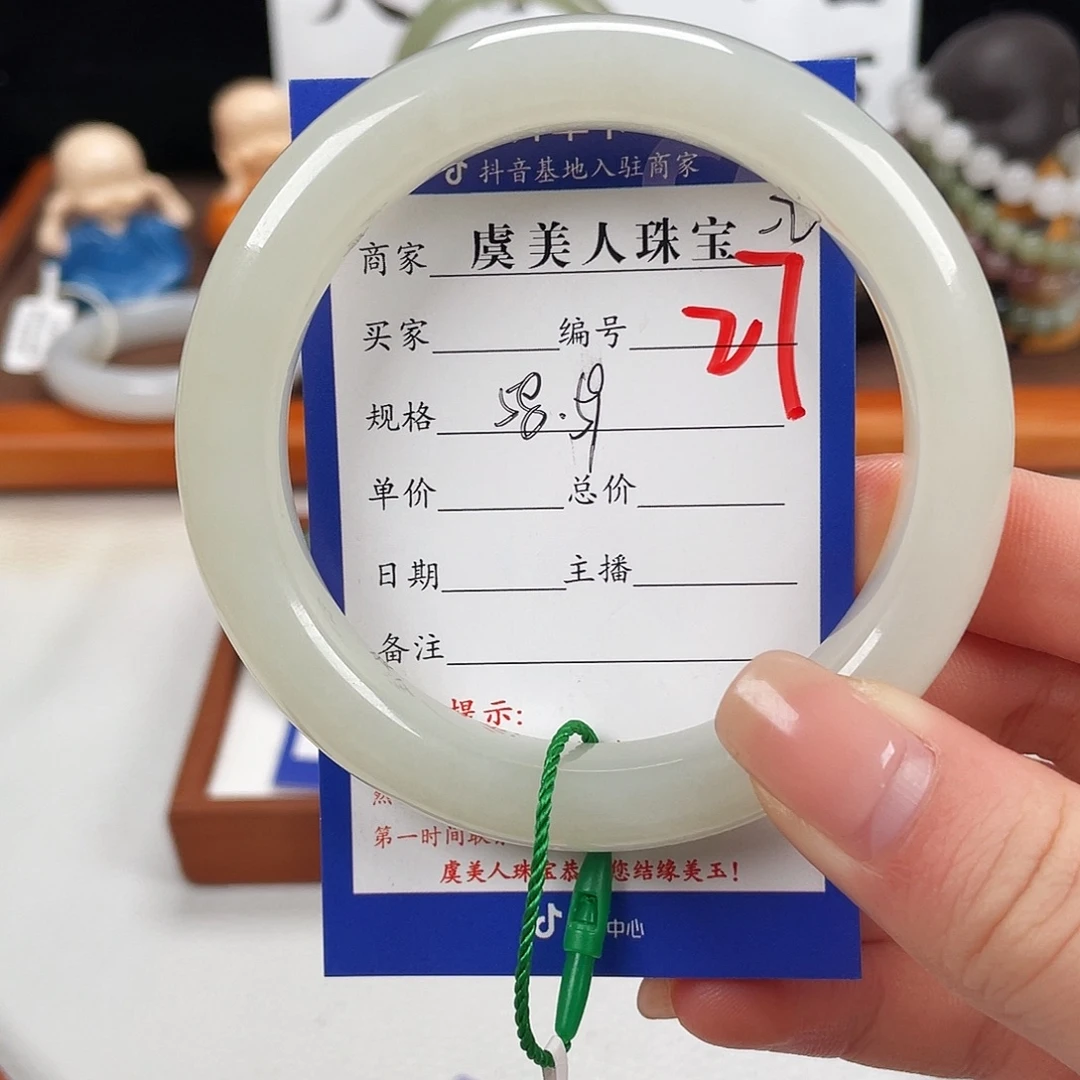 抖音基地入驻商家
商家 虞美人珠宝
买家 编号 27
规格 58.9
单价 总价
日期 主播
备注
提示:
第一时间联
虞美人珠宝恭 您结缘美玉!
中心